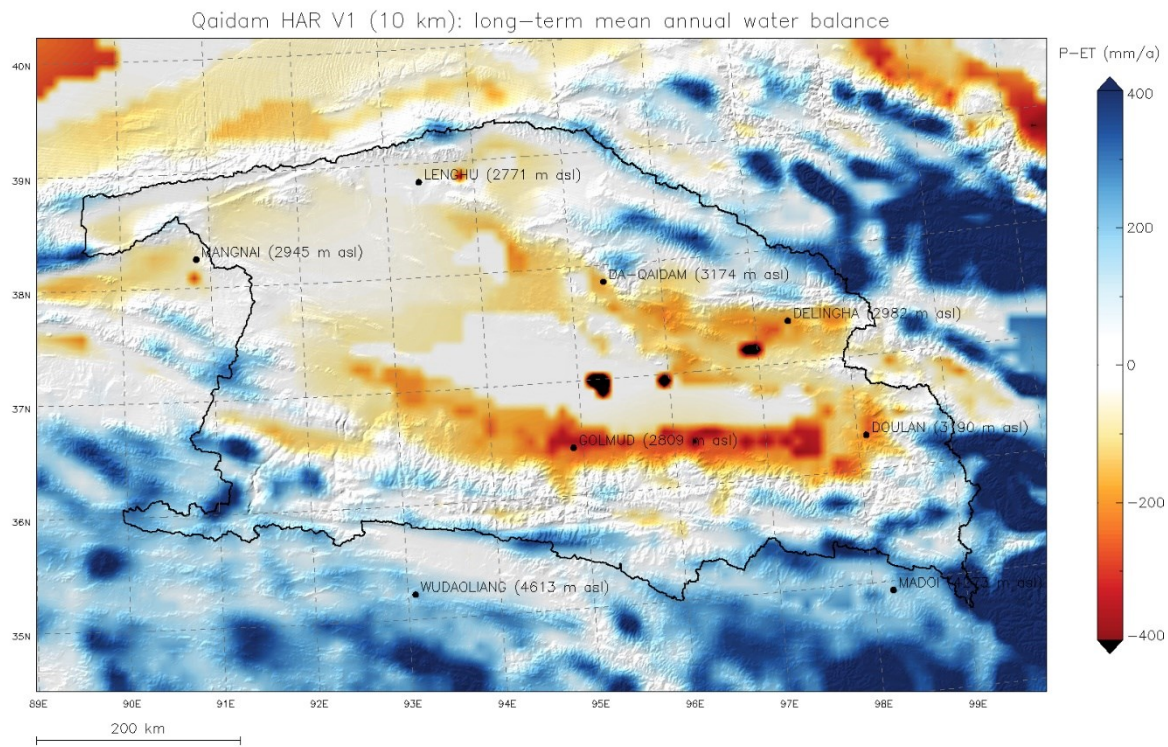 Qaidam HAR V1 (10 km): long-term mean annual water balance
P-ET (mm/a)
40N
400
39N
LENGHU (2771 m asl)
200
MANGNAI (2945 m asl)
38N
DA-QAIDAM (3174 m asl)
DELINGHA (2982 m asl)
0
37N
DOULAN (3190 m asl)
GOLMUD (2809 m asl)
-200
36N
WUDAOLIANG (4613 m asl)
MADOI
m asl)
35N
-400
89E 90E 91E 92E 93E 94E 95E 96E 97E 98E 99E
200 km